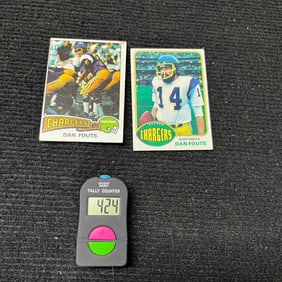 CHARGERS
DAN FOUTS
14
CHARGERS
QUARTERBACK
DAN FOUTS
TALLY COUNTER
424